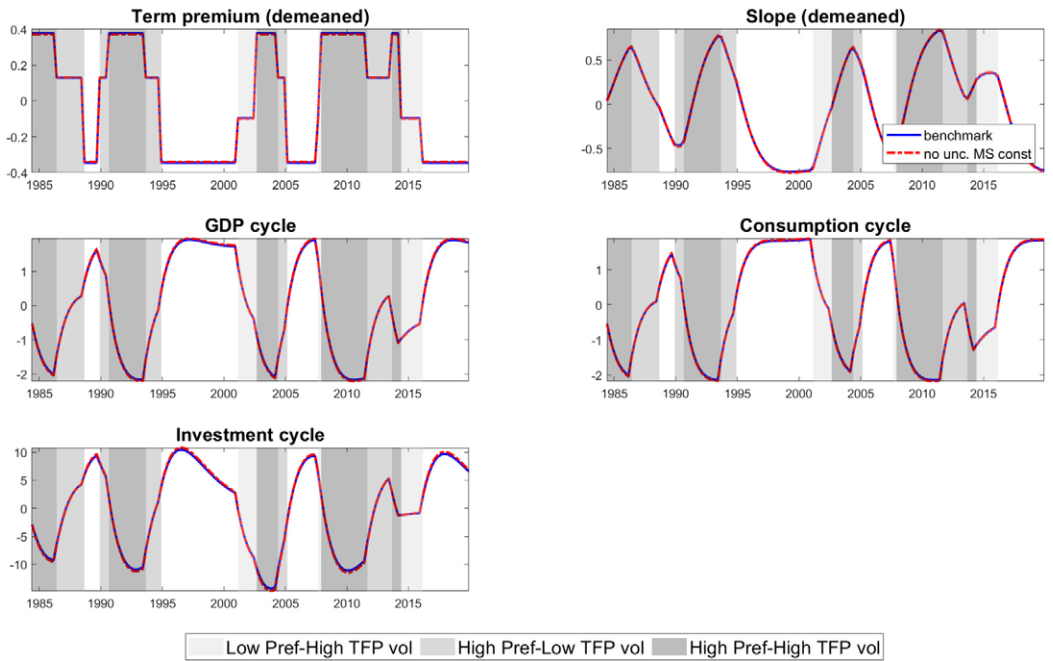 Term premium (demeaned)
0.4
0.2
0
-0.2
-0.4
1985 1990 1995 2000 2005 2010 2015
Slope (demeaned)
0.5
0
-0.5
benchmark
no unc. MS const
1985 1990 1995 2000 2005 2010 2015
GDP cycle
1
0
-1
-2
1985 1990 1995 2000 2005 2010 2015
Consumption cycle
1
0
-1
-2
1985 1990 1995 2000 2005 2010 2015
Investment cycle
10
5
0
-5
-10
1985 1990 1995 2000 2005 2010 2015
Low Pref-High TFP vol High Pref-Low TFP vol High Pref-High TFP vol